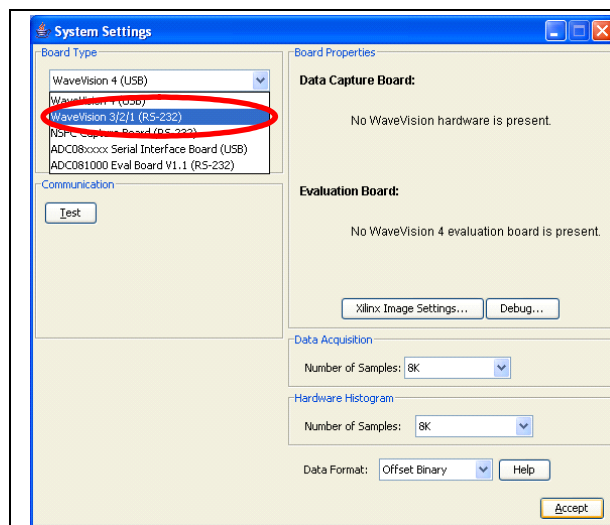 System Settings
Board Type
WaveVision 4 (USB)
WaveVision 4 (USB)
WaveVision 3/2/1 (RS-232)
NSPC Capture Board (RS-232)
ADC08xxxx Serial Interface Board (USB)
ADC081000 Eval Board V1.1 (RS-232)
Communication
Test
Board Properties
Data Capture Board:
No WaveVision hardware is present.
Evaluation Board:
No WaveVision 4 evaluation board is present.
Xilinx Image Settings...
Debug...
Data Acquisition
Number of Samples: 8K
Hardware Histogram
Number of Samples: 8K
Data Format: Offset Binary
Help
Accept